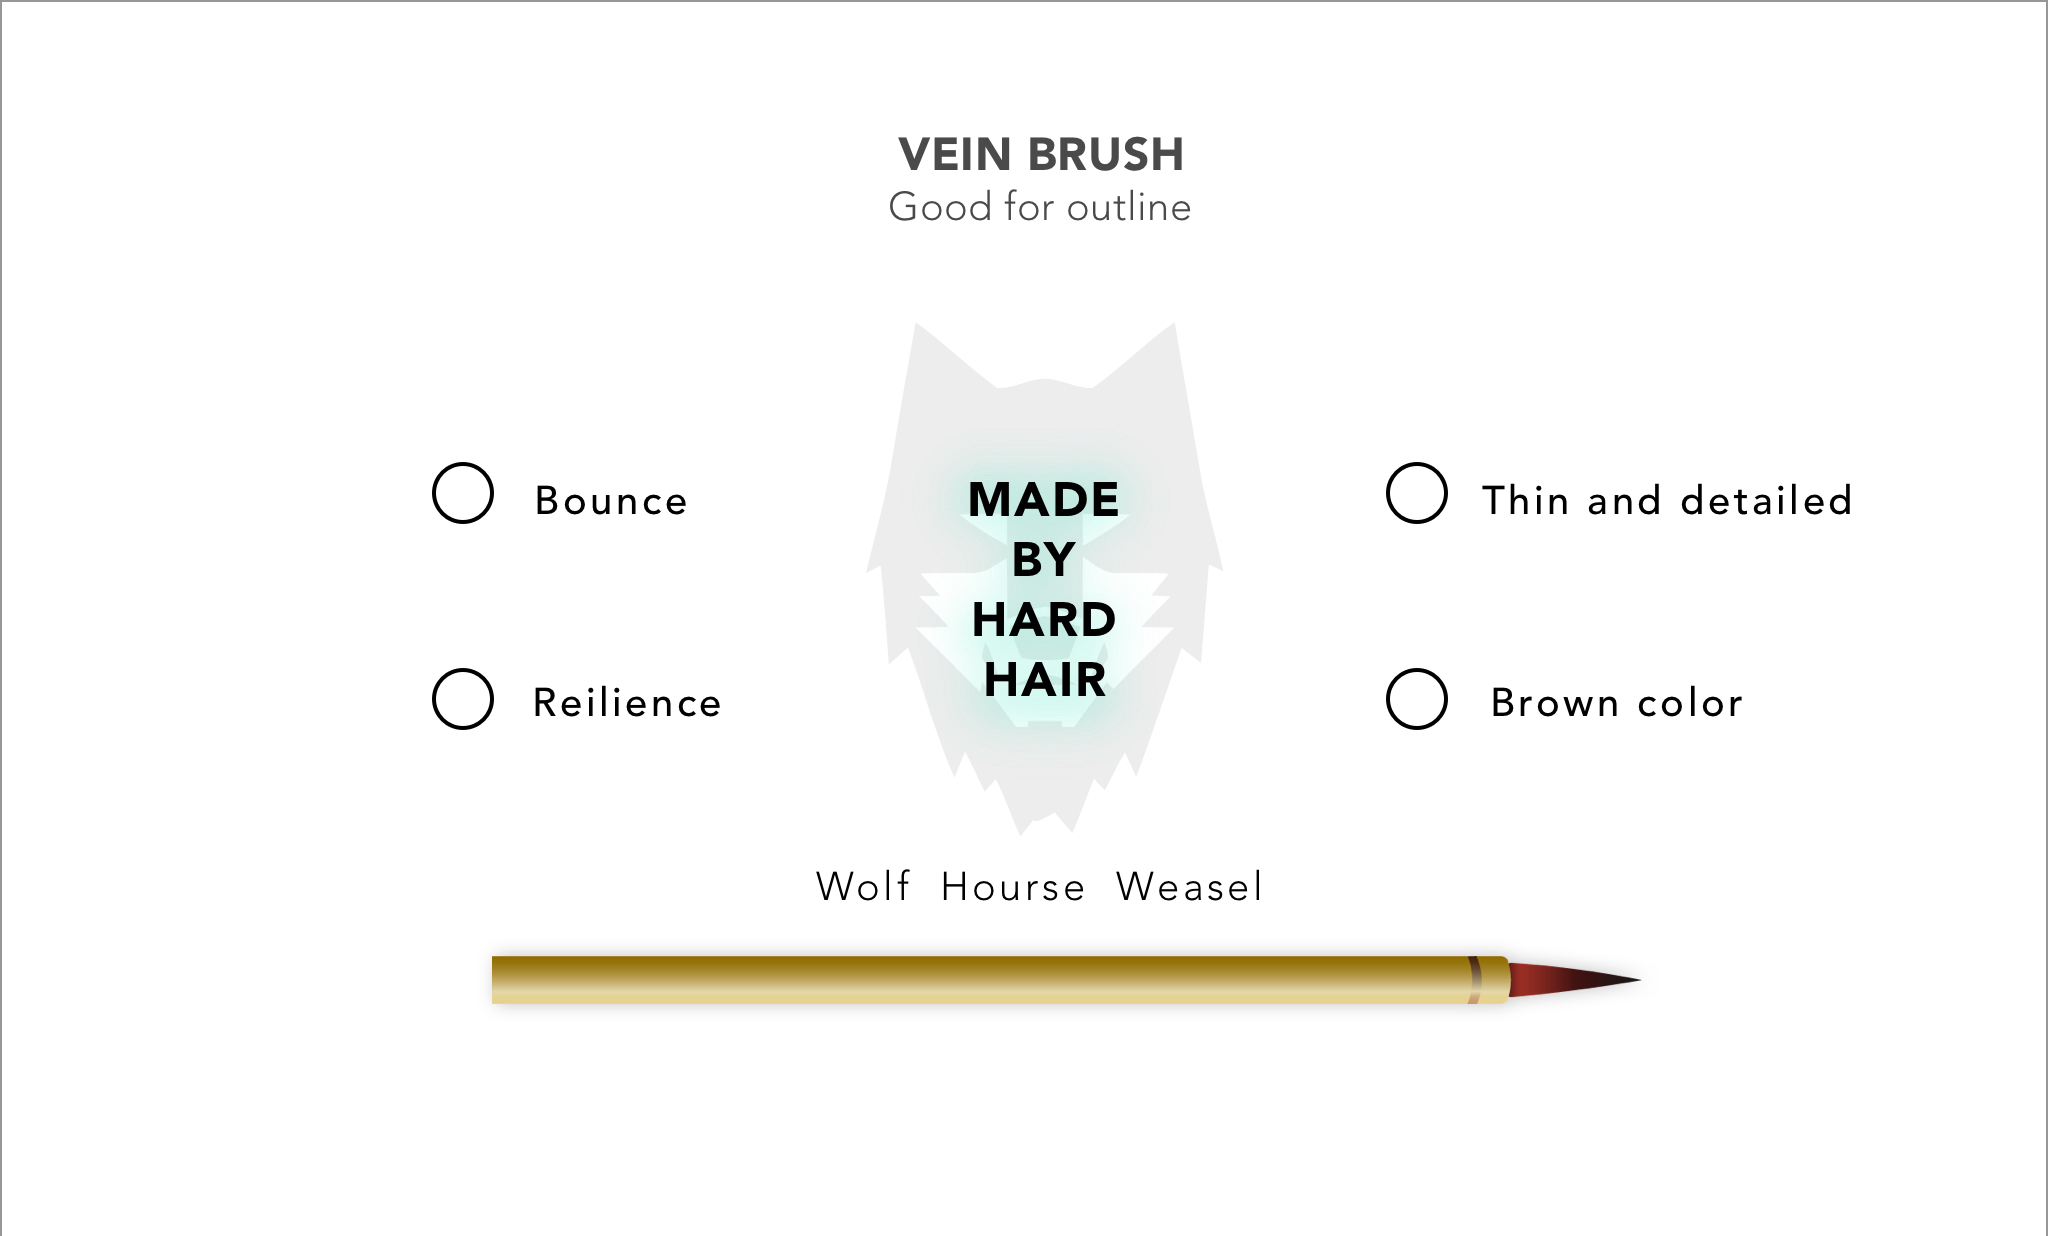 VEIN BRUSH
Good for outline
MADE
BY
HARD
HAIR
Bounce
Reilience
Thin and detailed
Brown color
Wolf Hourse Weasel